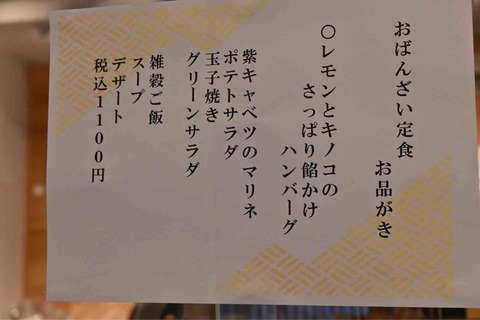 おばんざい定食
お品がき
〇レモンとキノコの
さっぱり餡かけ
ハンバーグ
紫キャベツのマリネ
ポテトサラダ
玉子焼き
グリーンサラダ
雑穀ご飯
スープ
デザート
税込1100円